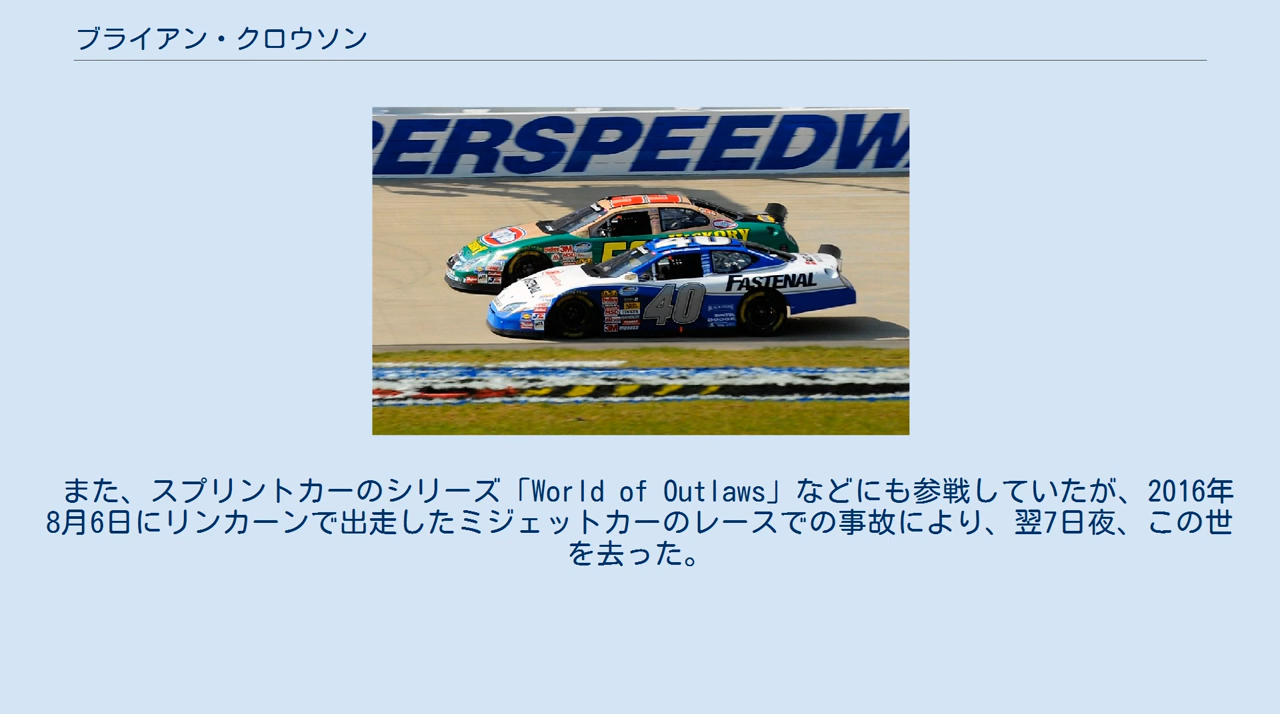 ブライアン・クロウソン
PERSPEEDWA
HICKORY
40
FASTENAL
40
また、スプリントカーのシリーズ「World of Outlaws」などにも参戦していたが、2016年
8月6日にリンカーンで出走したミジェットカーのレースでの事故により、翌7日夜、この世
を去った。